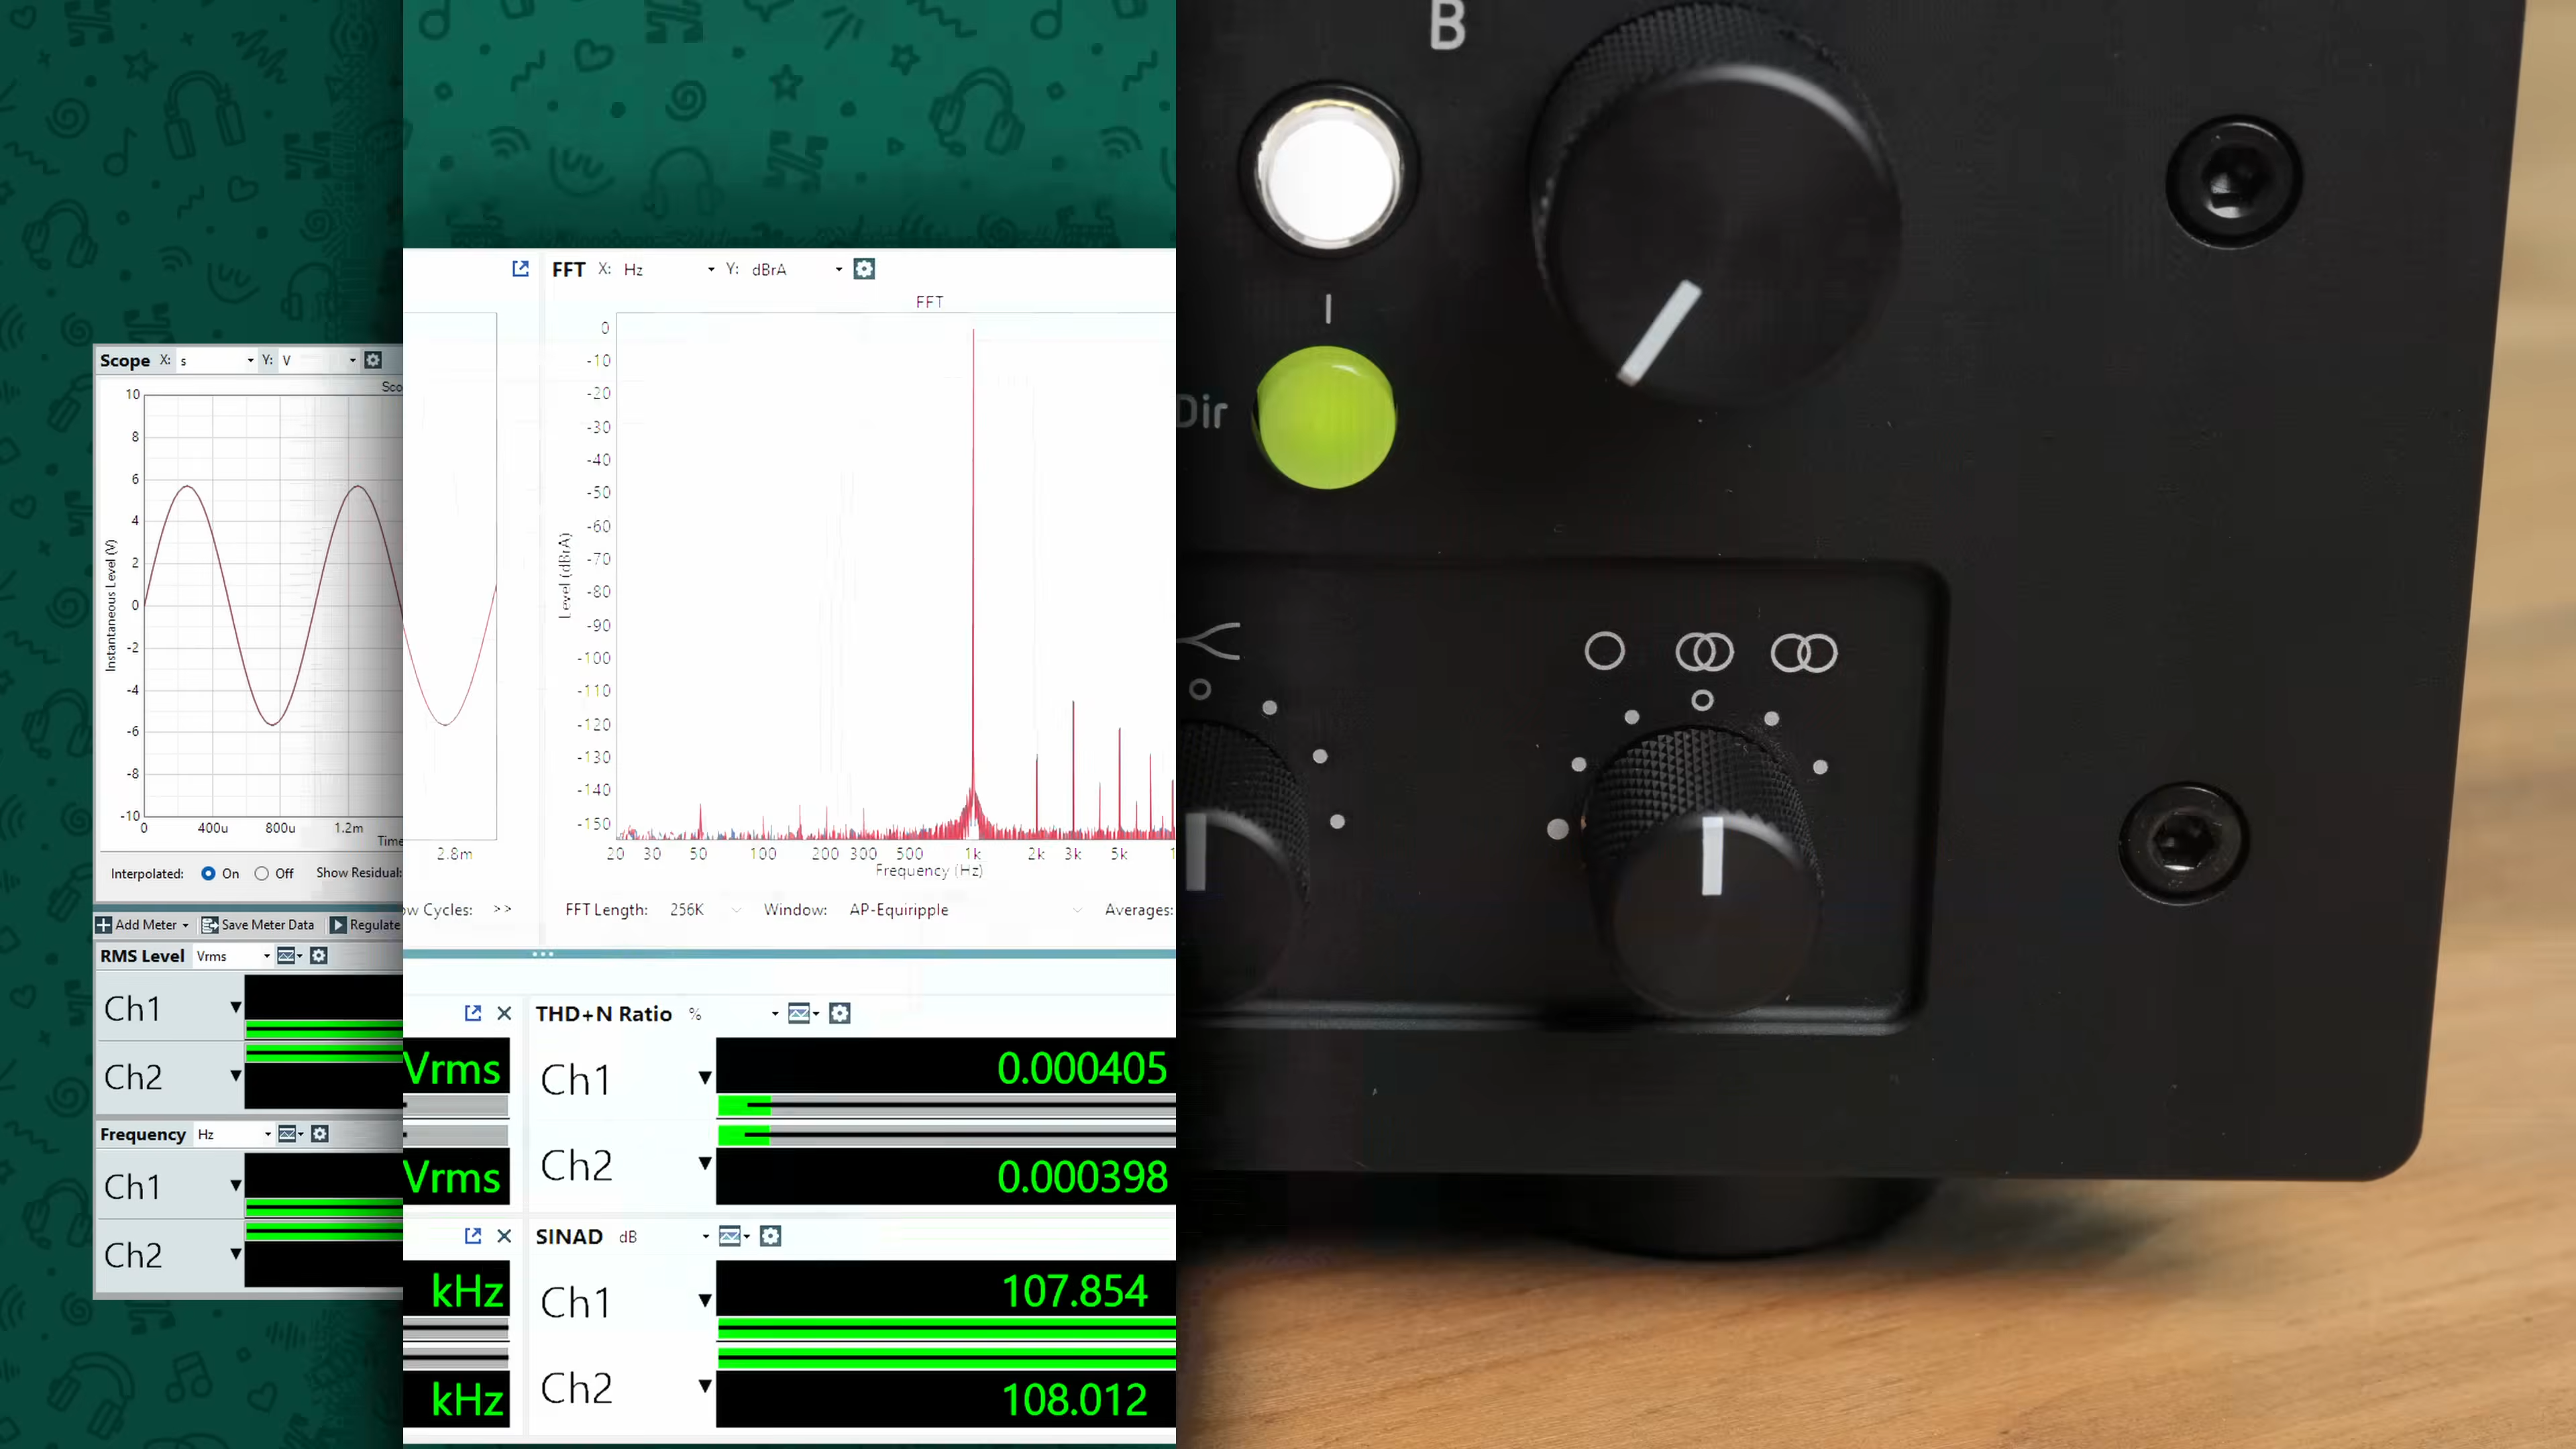 Scope X: s Y: V
Sco
10
8
6
4
2
0
-2
-4
-6
-8
-10
Instantaneous Level (V)
0 400u 800u 1.2m
Time
Interpolated: On Off Show Residual:
Add Meter Save Meter Data Regulate
RMS Level Vrms
Ch1
Ch2
Frequency Hz
Ch1
Ch2
2.8m
ow Cycles: >>
Vrms
Vrms
kHz
kHz
FFT X: Hz Y: dBrA
FFT
0
-10
-20
-30
-40
-50
-60
-70
-80
-90
-100
-110
-120
-130
-140
-150
Level (dBrA)
20 30 50 100 200 300 500 1k 2k 3k 5k 1
Frequency (Hz)
FFT Length: 256K Window: AP-Equiripple Averages:
THD+N Ratio %
Ch1 0.000405
Ch2 0.000398
SINAD dB
Ch1 107.854
Ch2 108.012
B
I
Dir